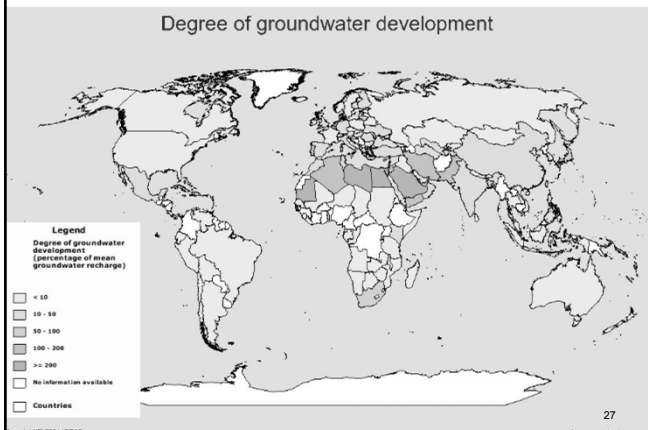 Degree of groundwater development
Legend
Degree of groundwater
development
(percentage of mean
groundwater recharge)
< 10
10 - 50
50 - 100
100 - 200
>= 200
No information available
Countries
27